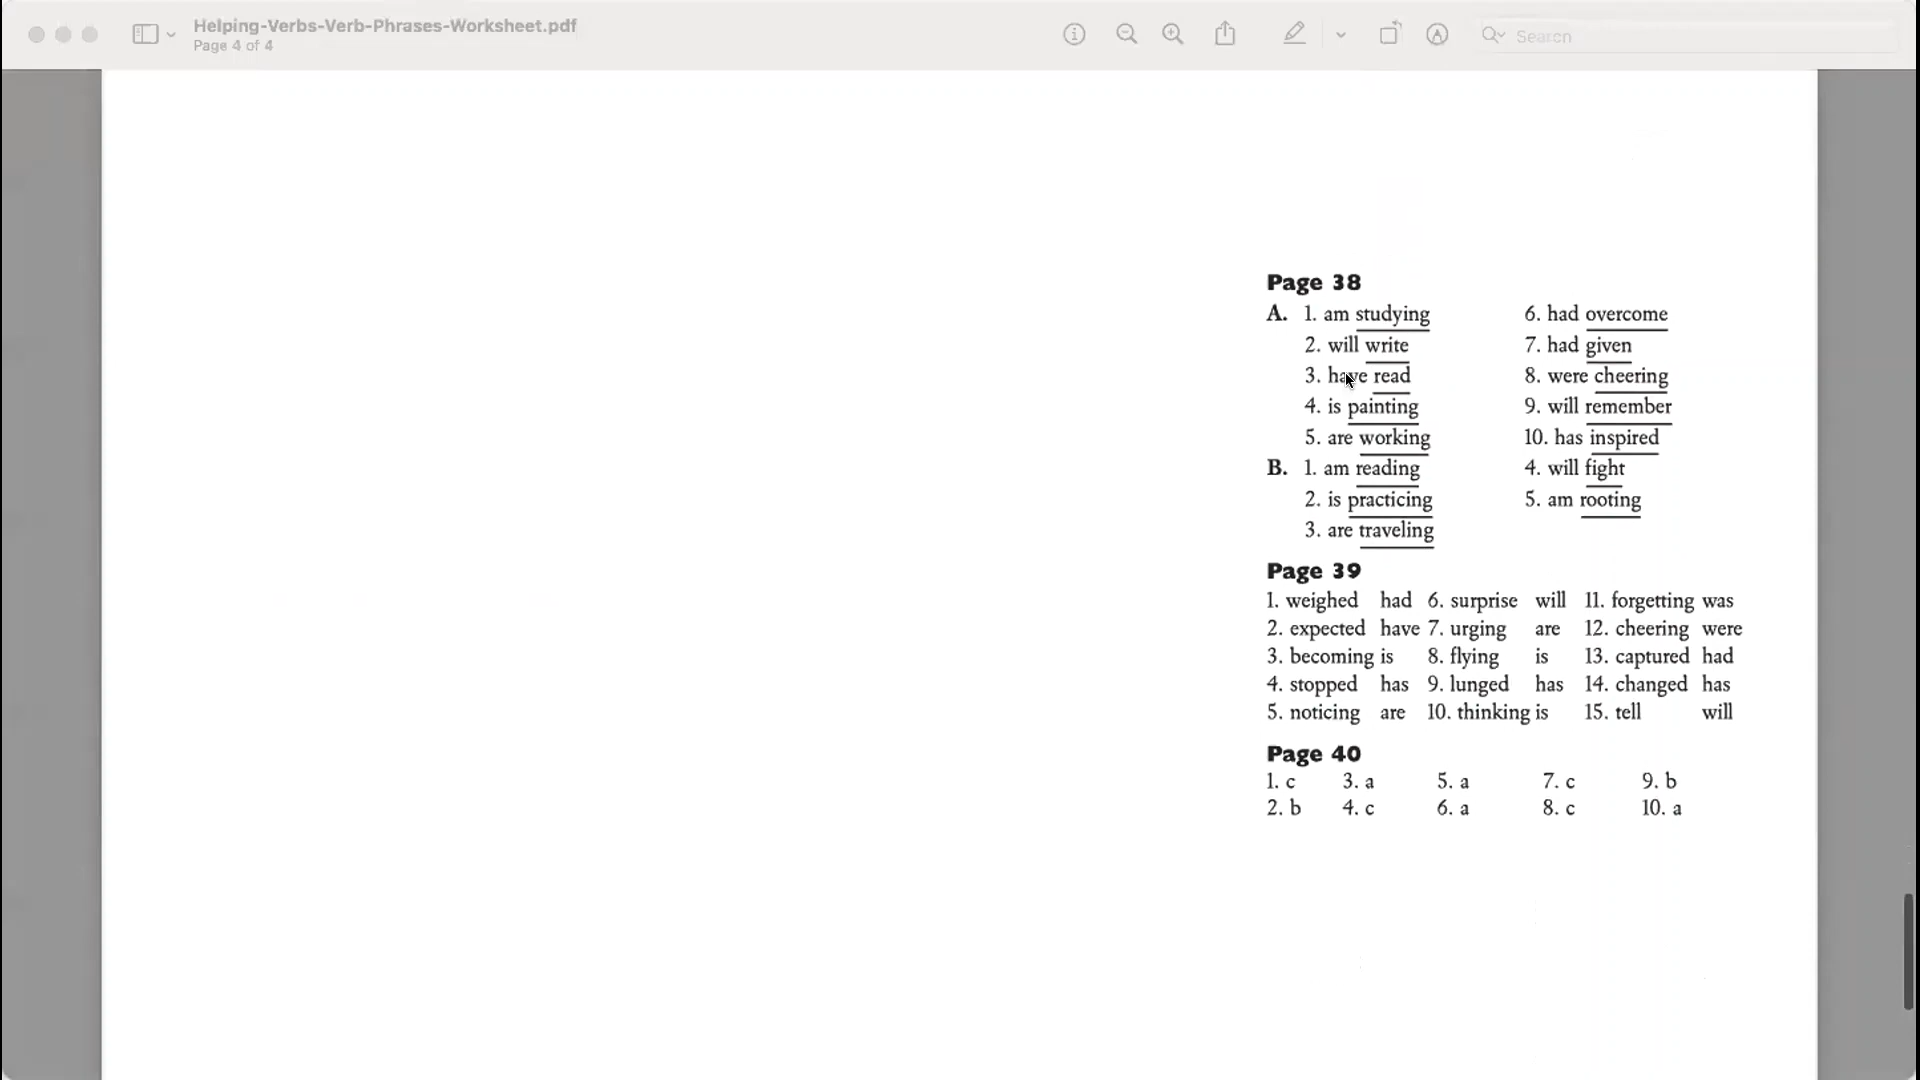 Helping-Verbs-Verb-Phrases-Worksheet.pdf
Page 4 of 4
Search
Page 38
A. 1. am studying 6. had overcome
2. will write 7. had given
3. have read 8. were cheering
4. is painting 9. will remember
5. are working 10. has inspired
B. 1. am reading 4. will fight
2. is practicing 5. am rooting
3. are traveling
Page 39
1. weighed had 6. surprise will 11. forgetting was
2. expected have 7. urging are 12. cheering were
3. becoming is 8. flying is 13. captured had
4. stopped has 9. lunged has 14. changed has
5. noticing are 10. thinking is 15. tell will
Page 40
1. c 3. a 5. a 7. c 9. b
2. b 4. c 6. a 8. c 10. a